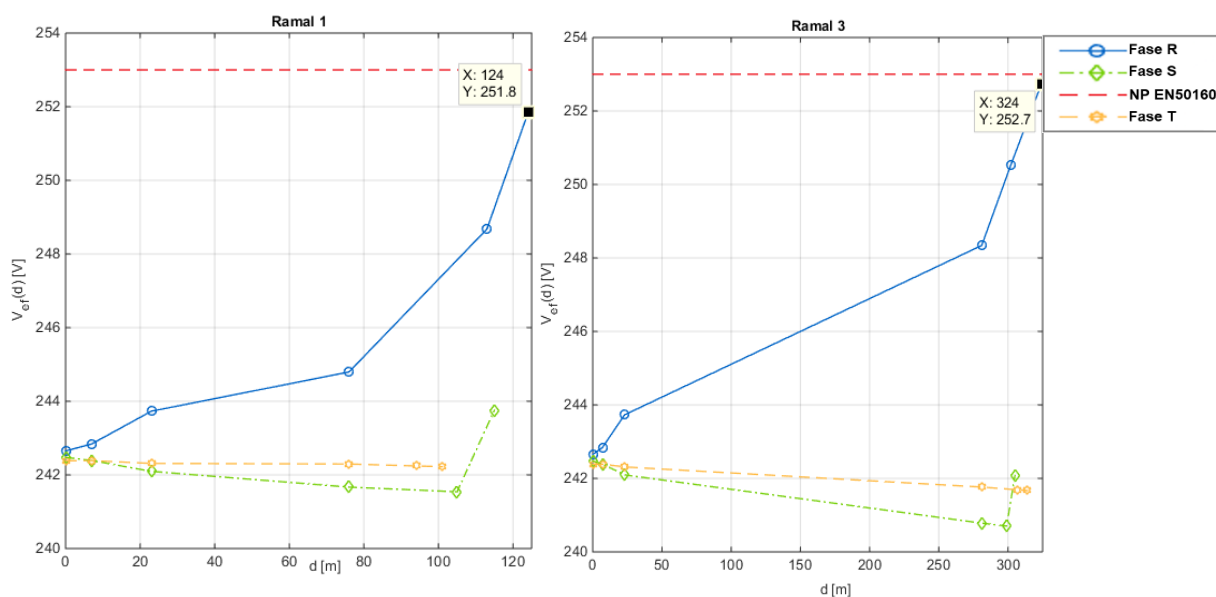 Ramal 1
254
252
250
248
246
244
242
240
V_ef(d) [V]
0
20
40
60
80
100
120
d [m]
X: 124
Y: 251.8
Ramal 3
254
252
250
248
246
244
242
240
V_ef(d) [V]
0
50
100
150
200
250
300
d [m]
X: 324
Y: 252.7
Fase R
Fase S
NP EN50160
Fase T